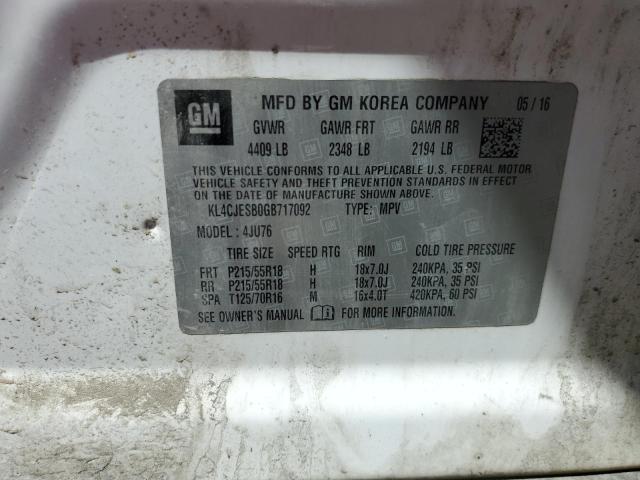 GM MFD BY GM KOREA COMPANY 05 / 16
GVWR GAWR FRT GAWR RR
4409 LB 2348 LB 2194 LB
THIS VEHICLE CONFORMS TO ALL APPLICABLE U.S. FEDERAL MOTOR
VEHICLE SAFETY AND THEFT PREVENTION STANDARDS IN EFFECT
ON THE DATE OF MANUFACTURE SHOWN ABOVE.
KL4CJESB0GB717092 TYPE: MPV
MODEL : 4JU76
TIRE SIZE SPEED RTG RIM COLD TIRE PRESSURE
FRT P215/55R18 H 18x7.0J 240KPA, 35 PSI
RR P215/55R18 H 18x7.0J 240KPA, 35 PSI
SPA T125/70R16 M 16x4.0T 420KPA, 60 PSI
SEE OWNER'S MANUAL FOR MORE INFORMATION.